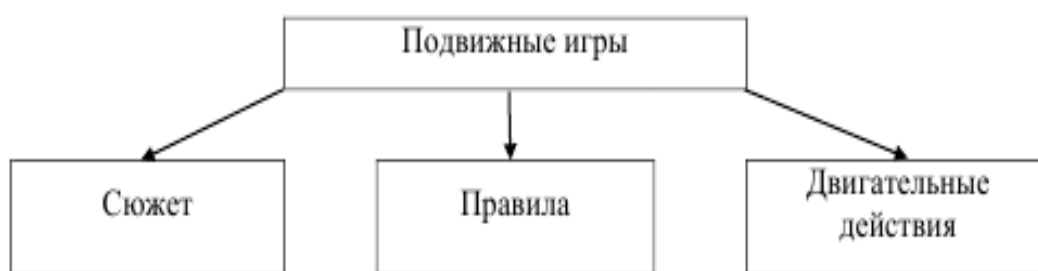 Подвижные игры
Сюжет
Правила
Двигательные
действия